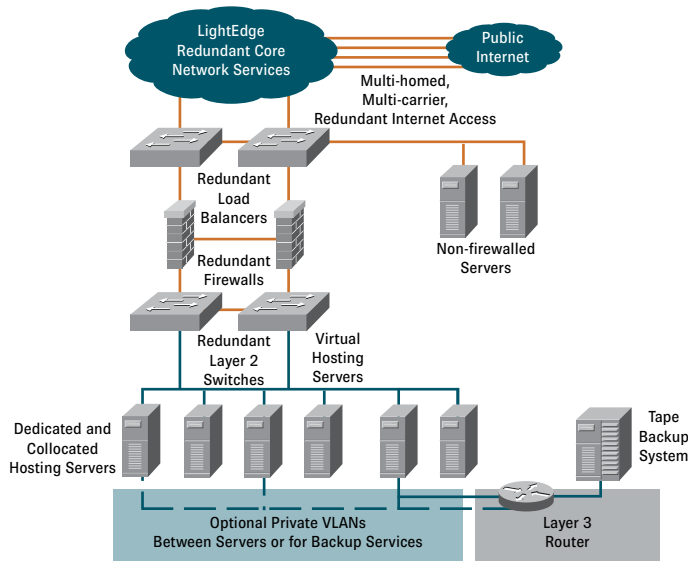 LightEdge
Redundant Core
Network Services
Public
Internet
Multi-homed,
Multi-carrier,
Redundant Internet Access
Redundant
Load
Balancers
Non-firewalled
Servers
Redundant
Firewalls
Redundant
Layer 2
Switches
Virtual
Hosting
Servers
Dedicated and
Collocated
Hosting Servers
Tape
Backup
System
Optional Private VLANs
Between Servers or for Backup Services
Layer 3
Router